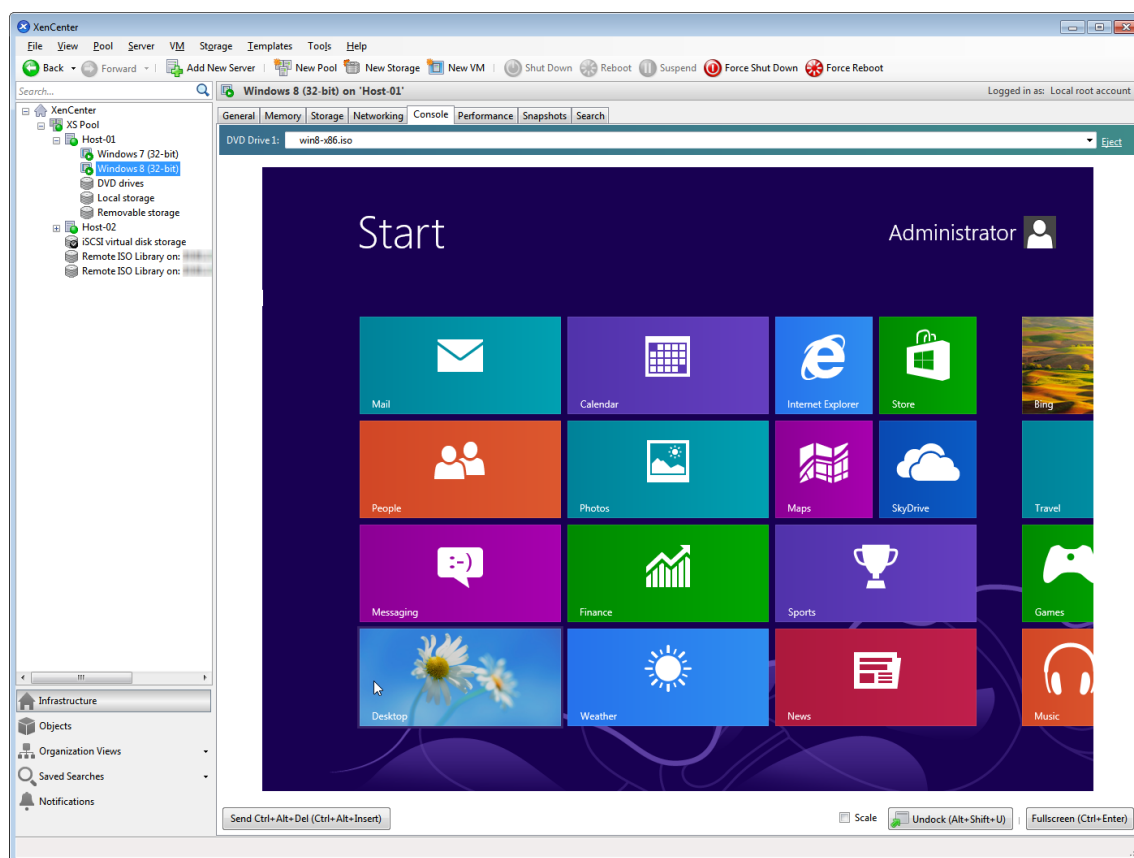 XenCenter
File View Pool Server VM Storage Templates Tools Help
Back Forward Add New Server New Pool New Storage New VM Shut Down Reboot Suspend Force Shut Down Force Reboot
Search...
Windows 8 (32-bit) on 'Host-01' Logged in as: Local root account
XenCenter
XS Pool
Host-01
Windows 7 (32-bit)
Windows 8 (32-bit)
DVD drives
Local storage
Removable storage
Host-02
iSCSI virtual disk storage
Remote ISO Library on:
Remote ISO Library on:
Infrastructure
Objects
Organization Views
Saved Searches
Notifications
General Memory Storage Networking Console Performance Snapshots Search
DVD Drive 1: win8-x86.iso Eject
Start Administrator
Mail Calendar Internet Explorer Store Bing
People Photos Maps SkyDrive Travel
:-)
Messaging Finance Sports Games
Desktop Weather News Music
Send Ctrl+Alt+Del (Ctrl+Alt+Insert) Scale Undock (Alt+Shift+U) Fullscreen (Ctrl+Enter)